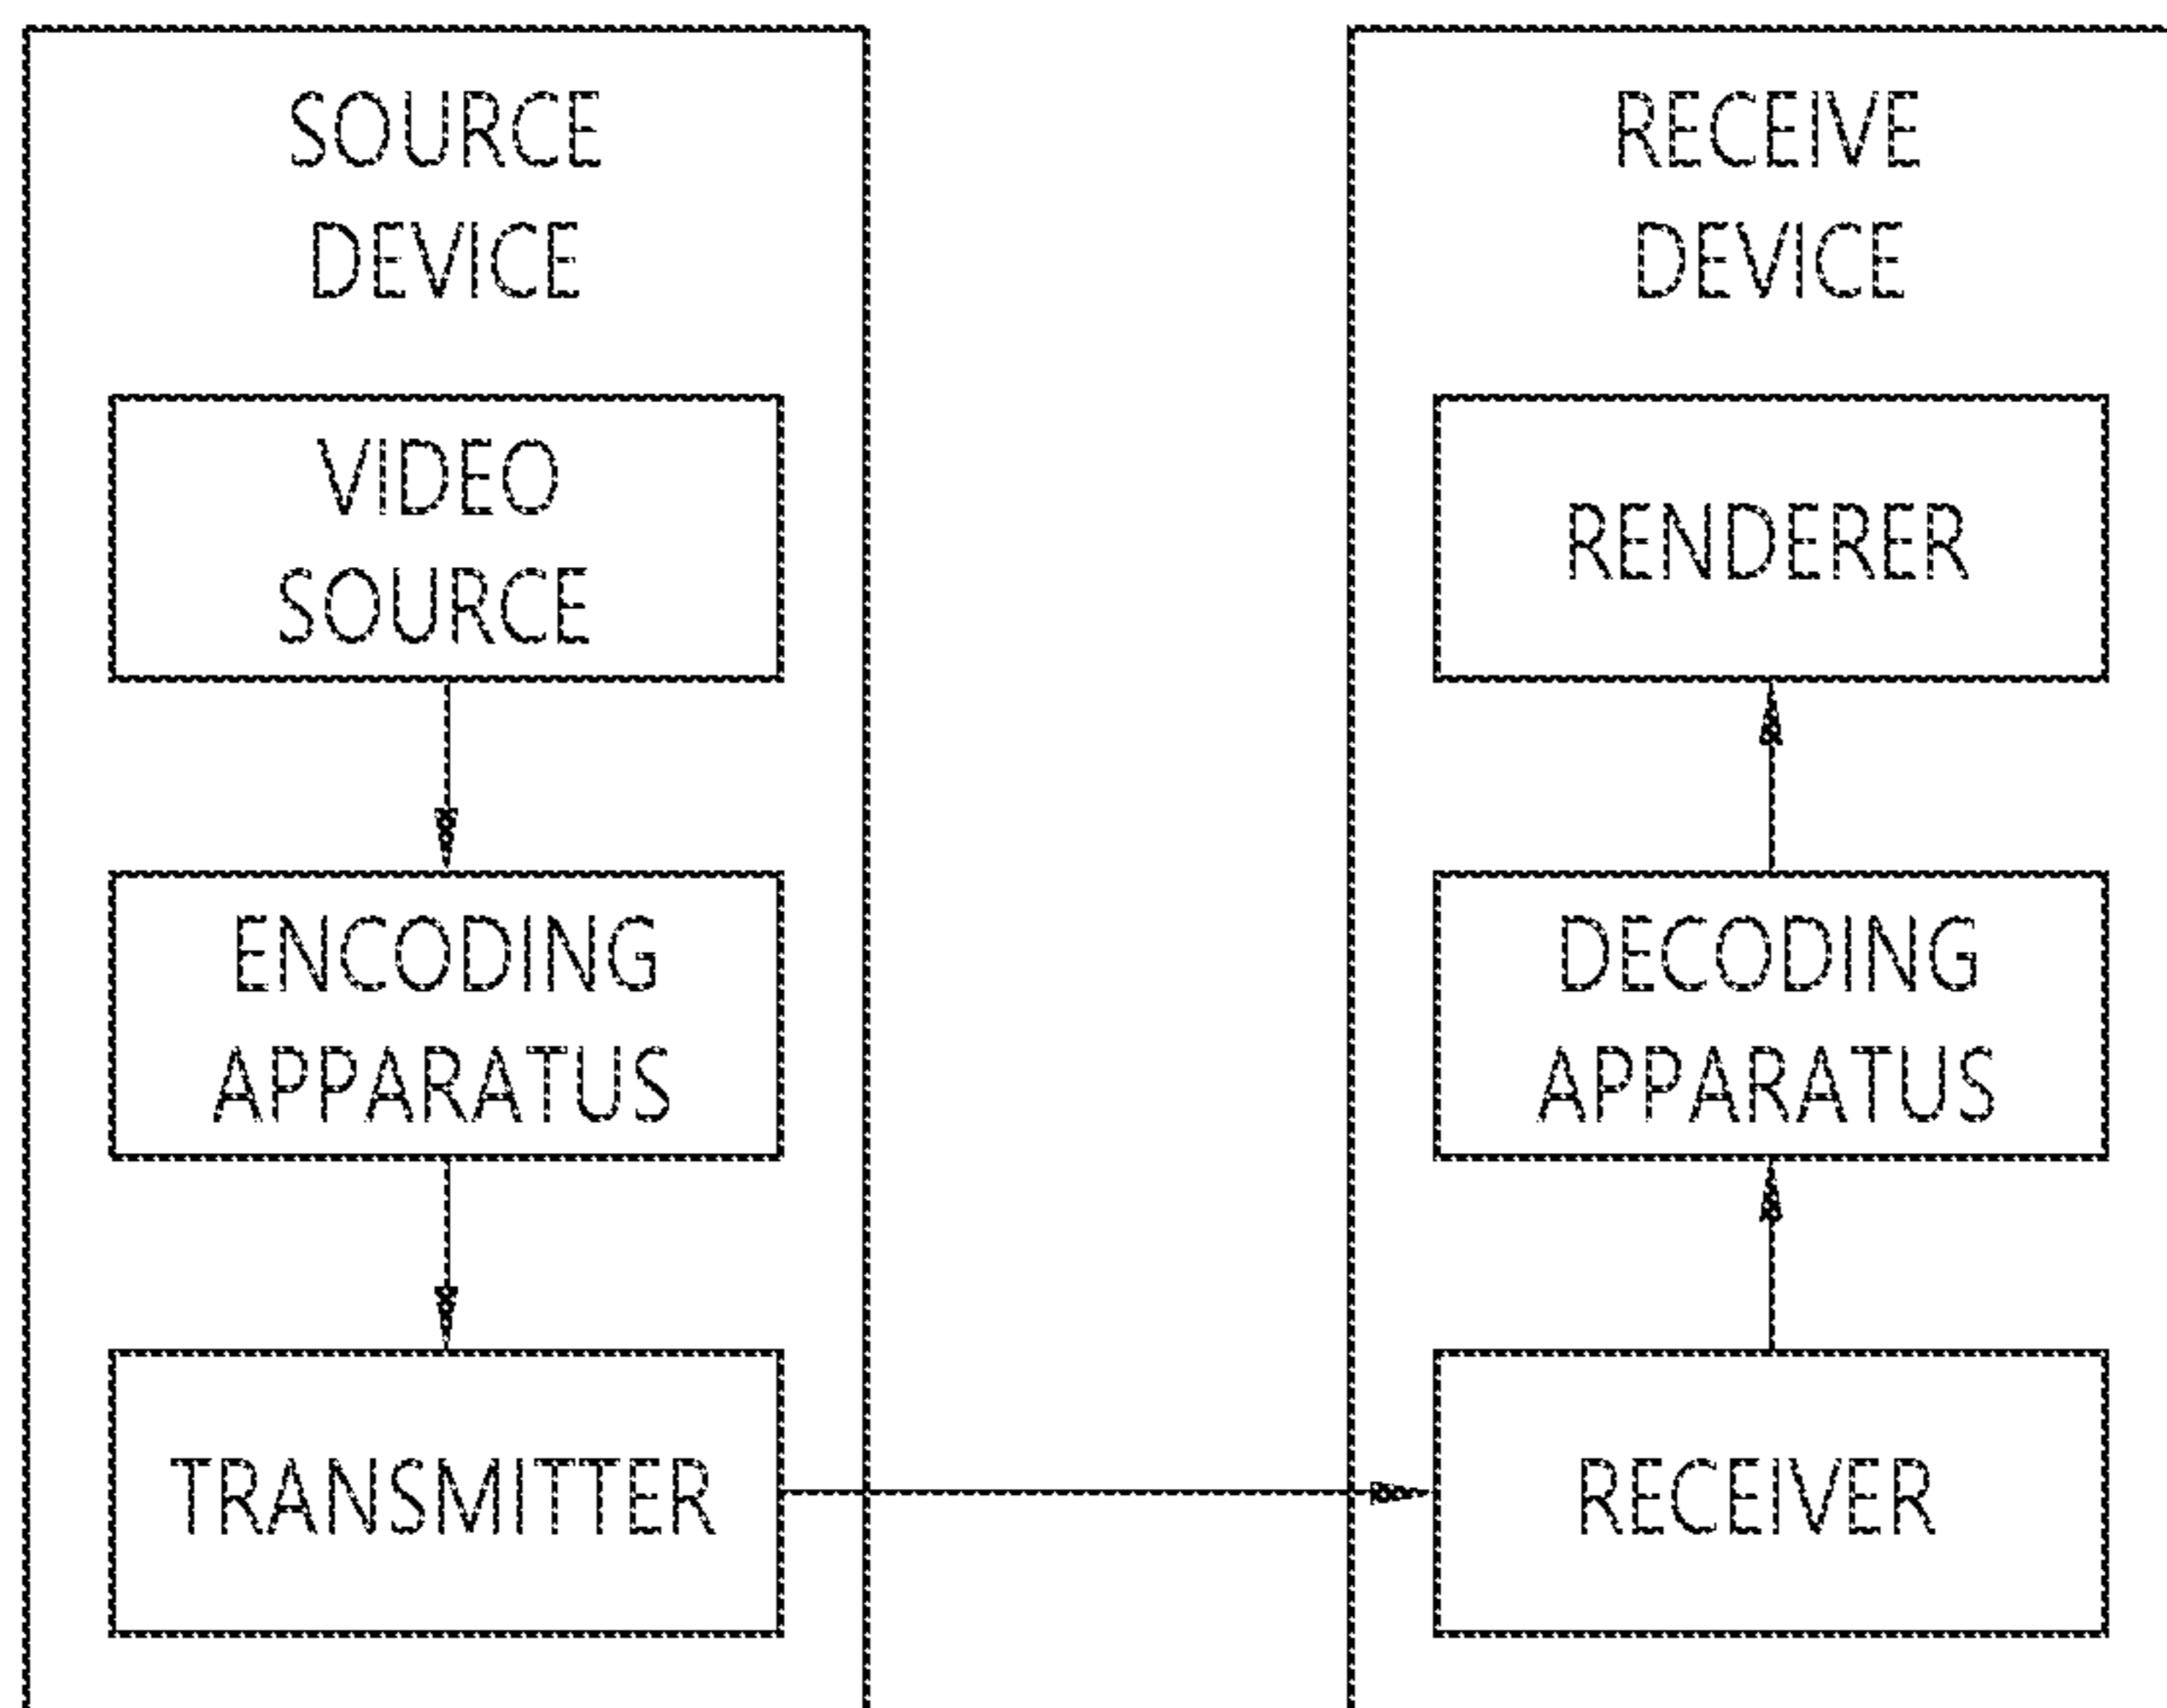 SOURCE
DEVICE
VIDEO
SOURCE
ENCODING
APPARATUS
TRANSMITTER
RECEIVE
DEVICE
RENDERER
DECODING
APPARATUS
RECEIVER